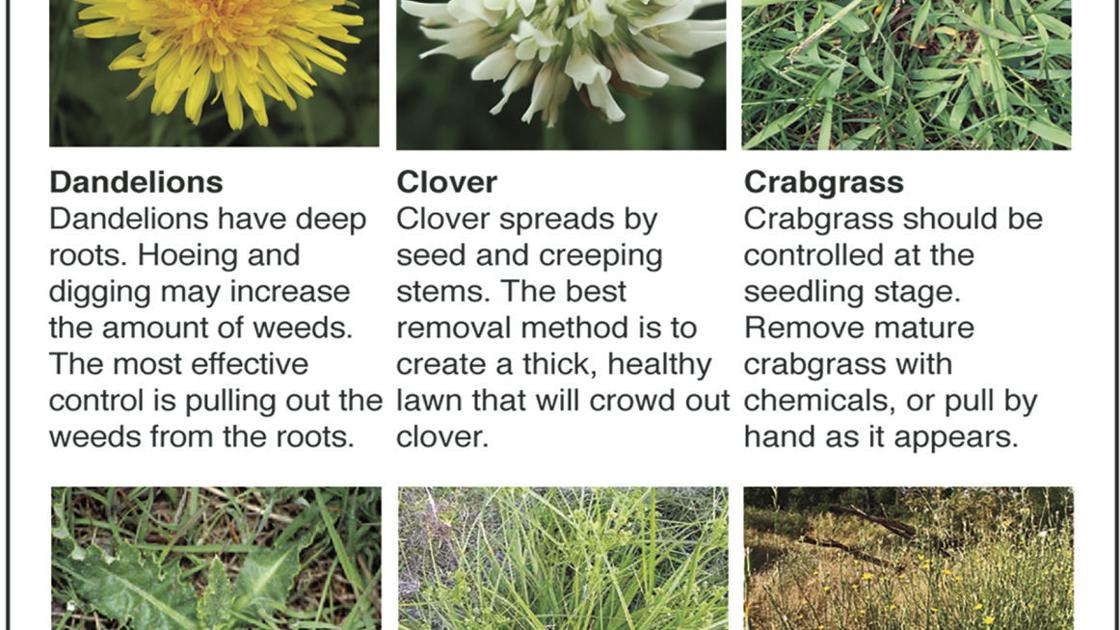 Dandelions
Dandelions have deep
roots. Hoeing and
digging may increase
the amount of weeds.
The most effective
control is pulling out the
weeds from the roots.
Clover
Clover spreads by
seed and creeping
stems. The best
removal method is to
create a thick, healthy
lawn that will crowd out
clover.
Crabgrass
Crabgrass should be
controlled at the
seedling stage.
Remove mature
crabgrass with
chemicals, or pull by
hand as it appears.